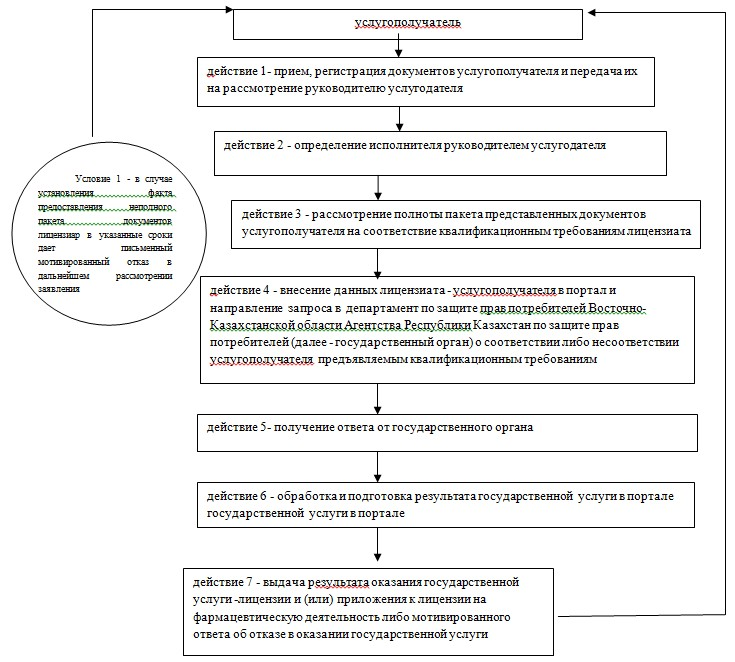 услугополучатель
действие 1- прием, регистрация документов услугополучателя и передача их
на рассмотрение руководителю услугодателя
действие 2 - определение исполнителя руководителем услугодателя
Условие 1 - в случае
установления факта
предоставления неполного
пакета документов
лицензиар в указанные сроки
дает письменный
мотивированный отказ в
дальнейшем рассмотрении
заявления
действие 3 - рассмотрение полноты пакета представленных документов
услугополучателя на соответствие квалификационным требованиям лицензиата
действие 4 - внесение данных лицензиата - услугополучателя в портал и
направление запроса в департамент по защите прав потребителей Восточно-
Казахстанской области Агентства Республики Казахстан по защите прав
потребителей (далее - государственный орган) о соответствии либо несоответствии
услугополучателя предъявляемым квалификационным требованиям
действие 5- получение ответа от государственного органа
действие 6 - обработка и подготовка результата государственной услуги в портале
государственной услуги в портале
действие 7 - выдача результата оказания государственной
услуги -лицензии и (или) приложения к лицензии на
фармацевтическую деятельность либо мотивированного
ответа об отказе в оказании государственной услуги